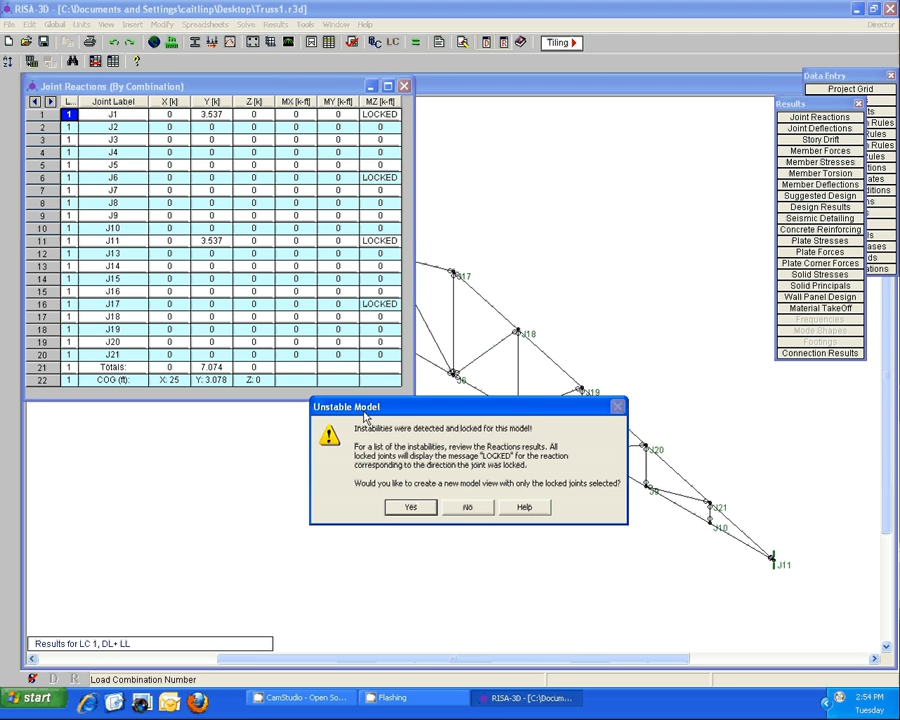 RISA-3D - [C:\Documents and Settings\caitlinp\Desktop\Truss1.r3d]
File Edit Global Units View Insert Modify Spreadsheets Solve Results Tools Window Help
Director
LC
Tiling
Joint Reactions (By Combination)
L... Joint Label X [k] Y [k] Z [k] MX [k-ft] MY [k-ft] MZ [k-ft]
1 1 J1 0 3.537 0 0 0 LOCKED
2 1 J2 0 0 0 0 0 0
3 1 J3 0 0 0 0 0 0
4 1 J4 0 0 0 0 0 0
5 1 J5 0 0 0 0 0 0
6 1 J6 0 0 0 0 0 LOCKED
7 1 J7 0 0 0 0 0 0
8 1 J8 0 0 0 0 0 0
9 1 J9 0 0 0 0 0 0
10 1 J10 0 0 0 0 0 0
11 1 J11 0 3.537 0 0 0 LOCKED
12 1 J13 0 0 0 0 0 0
13 1 J14 0 0 0 0 0 0
14 1 J15 0 0 0 0 0 0
15 1 J16 0 0 0 0 0 0
16 1 J17 0 0 0 0 0 LOCKED
17 1 J18 0 0 0 0 0 0
18 1 J19 0 0 0 0 0 0
19 1 J20 0 0 0 0 0 0
20 1 J21 0 0 0 0 0 0
21 1 Totals: 0 7.074 0
22 1 COG (ft): X: 25 Y: 3.078 Z: 0
Data Entry
Project Grid
Results
Joint Reactions
Joint Deflections
Story Drift
Member Forces
Member Stresses
Member Torsion
Member Deflections
Suggested Design
Design Results
Seismic Detailing
Concrete Reinforcing
Plate Stresses
Plate Forces
Plate Corner Forces
Solid Stresses
Solid Principals
Wall Panel Design
Material TakeOff
Frequencies
Mode Shapes
Footings
Connection Results
J17
J18
J6
J19
J20
J9
J21
J10
J11
Unstable Model
Instabilities were detected and locked for this model!
For a list of the instabilities, review the Reactions results. All
locked joints will display the message "LOCKED" for the reaction
corresponding to the direction the joint was locked.
Would you like to create a new model view with only the locked joints selected?
Yes No Help
Results for LC 1, DL+ LL
D R Load Combination Number
start
CamStudio - Open So...
Flashing
RISA-3D - [C:\Docum...
2:54 PM
Tuesday